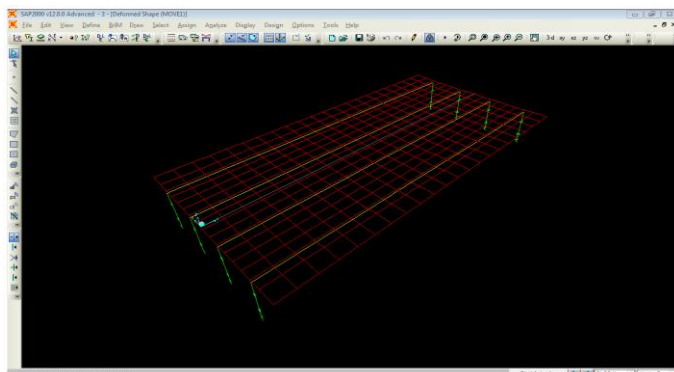 SAP2000 v12.0.0 Advanced - 3 - [Deformed Shape (MOVE1)]
File Edit View Define BrIM Draw Select Assign Analyze Display Design Options Tools Help
3-d xy xz yz nv